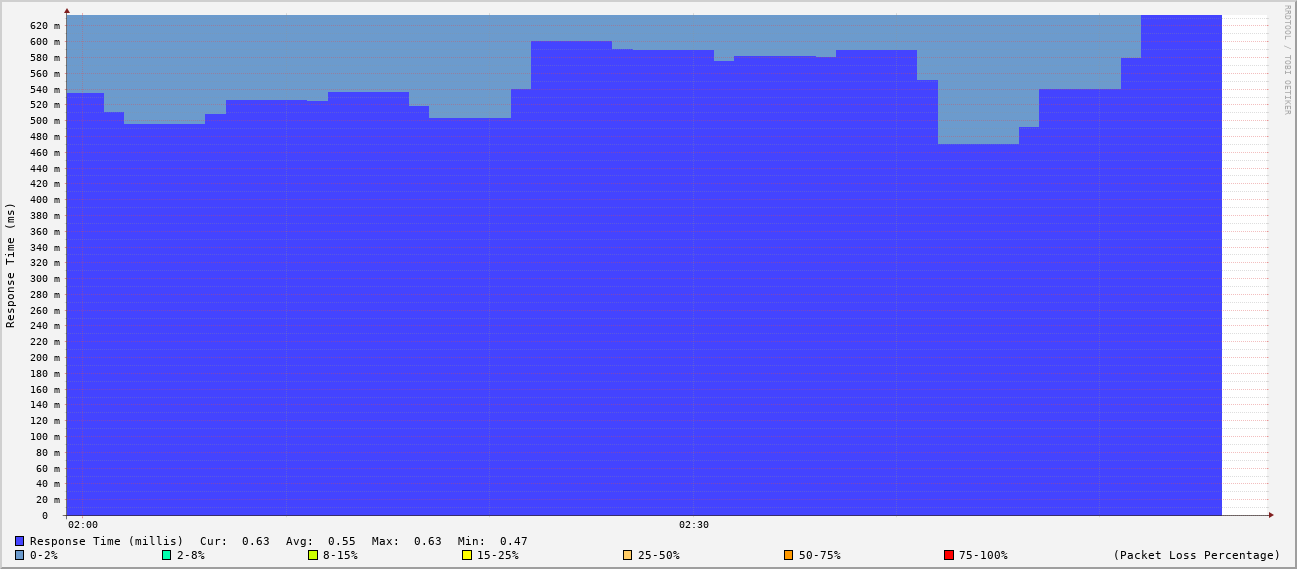 RRDTOOL / TOBI OETIKER
Response Time (ms)
620 m
600 m
580 m
560 m
540 m
520 m
500 m
480 m
460 m
440 m
420 m
400 m
380 m
360 m
340 m
320 m
300 m
280 m
260 m
240 m
220 m
200 m
180 m
160 m
140 m
120 m
100 m
80 m
60 m
40 m
20 m
0
02:00 02:30
Response Time (millis) Cur: 0.63 Avg: 0.55 Max: 0.63 Min: 0.47
0-2% 2-8% 8-15% 15-25% 25-50% 50-75% 75-100% (Packet Loss Percentage)